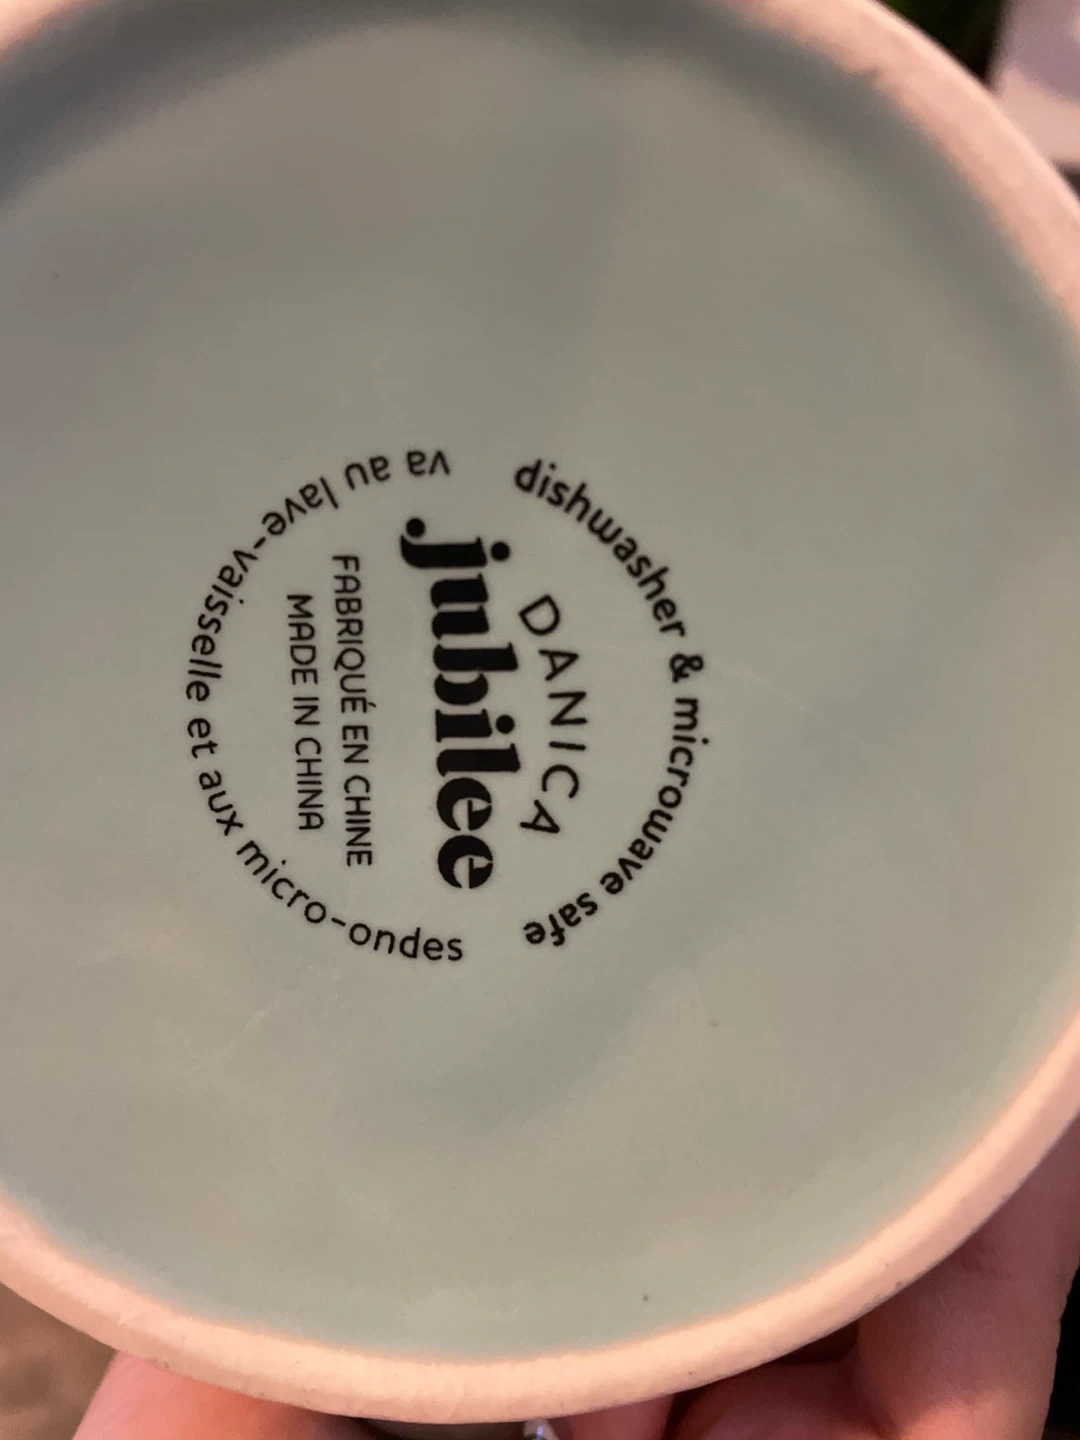 dishwasher & microwave safe
DANICA
jubilee
FABRIQUÉ EN CHINE
MADE IN CHINA
va au lave-vaisselle et aux micro-ondes